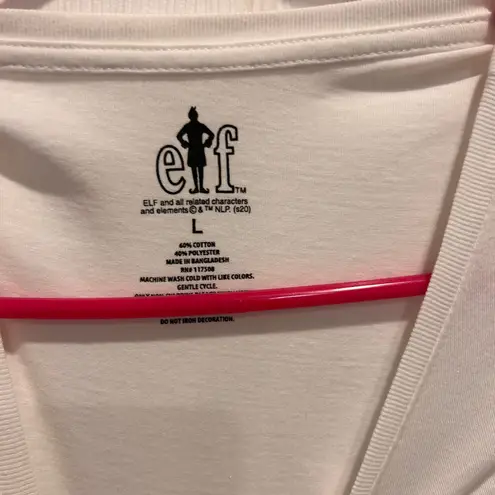 elf TM
ELF and all related characters
and elements © & ™ NLP. (s20)
L
60% COTTON
40% POLYESTER
MADE IN BANGLADESH
RN# 117508
MACHINE WASH COLD WITH LIKE COLORS.
GENTLE CYCLE.
DO NOT IRON DECORATION.